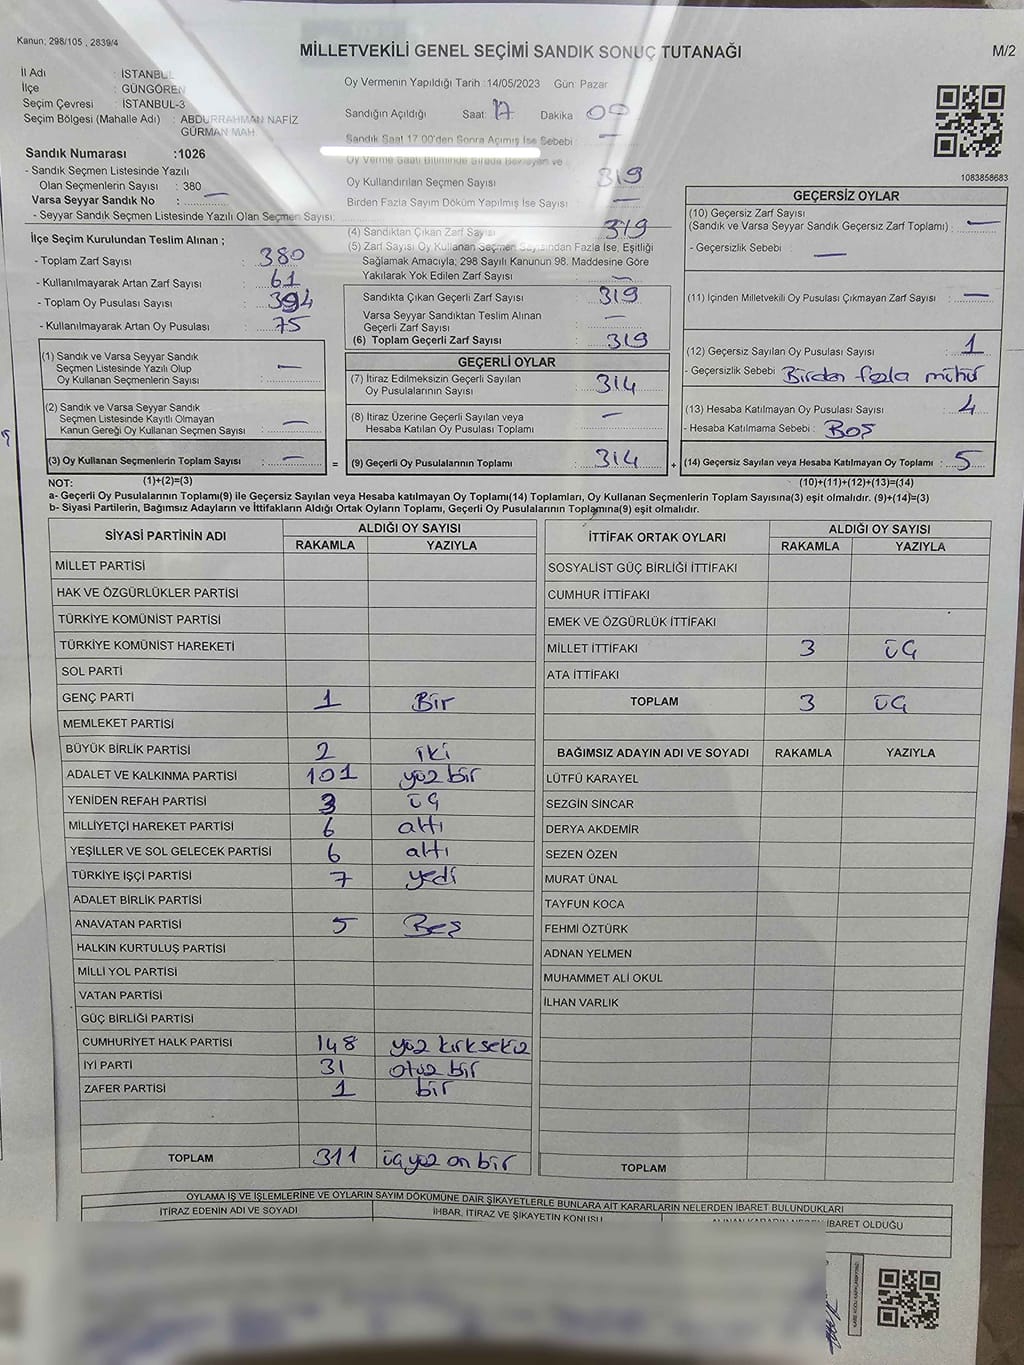 Kanun; 298/105 , 2839/4
MİLLETVEKİLİ GENEL SEÇİMİ SANDIK SONUÇ TUTANAĞI
M/2
İl Adı : İSTANBUL
İlçe : GÜNGÖREN
Seçim Çevresi : İSTANBUL-3
Seçim Bölgesi (Mahalle Adı) : ABDURRAHMAN NAFİZ
GÜRMAN MAH.
Sandık Numarası :1026
- Sandık Seçmen Listesinde Yazılı
Olan Seçmenlerin Sayısı : 380
Varsa Seyyar Sandık No : —
- Seyyar Sandık Seçmen Listesinde Yazılı Olan Seçmen Sayısı:
Oy Vermenin Yapıldığı Tarih :14/05/2023 Gün: Pazar
Sandığın Açıldığı Saat: 17 Dakika 00
Sandık Saat 17.00'den Sonra Açımış İse Sebebi : —
Oy Verme Saati Bitiminde Sırada Bekleyen ve
Oy Kullandırılan Seçmen Sayısı 319
Birden Fazla Sayım Döküm Yapılmış İse Sayısı —
1083858683
İlçe Seçim Kurulundan Teslim Alınan ;
- Toplam Zarf Sayısı : 380
- Kullanılmayarak Artan Zarf Sayısı : 61
- Toplam Oy Pusulası Sayısı : 394
- Kullanılmayarak Artan Oy Pusulası : 75
(4) Sandıktan Çıkan Zarf Sayısı 319
(5) Zarf Sayısı Oy Kullanan Seçmen Sayısından Fazla İse, Eşitliği
Sağlamak Amacıyla; 298 Sayılı Kanunun 98. Maddesine Göre
Yakılarak Yok Edilen Zarf Sayısı —
Sandıkta Çıkan Geçerli Zarf Sayısı 319
Varsa Seyyar Sandıktan Teslim Alınan
Geçerli Zarf Sayısı —
(6) Toplam Geçerli Zarf Sayısı 319
GEÇERSİZ OYLAR
(10) Geçersiz Zarf Sayısı
(Sandık ve Varsa Seyyar Sandık Geçersiz Zarf Toplamı) : —
- Geçersizlik Sebebi : —
(11) İçinden Milletvekili Oy Pusulası Çıkmayan Zarf Sayısı : —
(12) Geçersiz Sayılan Oy Pusulası Sayısı : 1
- Geçersizlik Sebebi : Birden fazla mühür
(13) Hesaba Katılmayan Oy Pusulası Sayısı : 4
- Hesaba Katılmama Sebebi : Boş
(14) Geçersiz Sayılan veya Hesaba Katılmayan Oy Toplamı : 5
(10)+(11)+(12)+(13)=(14)
(1) Sandık ve Varsa Seyyar Sandık
Seçmen Listesinde Yazılı Olup
Oy Kullanan Seçmenlerin Sayısı : —
(2) Sandık ve Varsa Seyyar Sandık
Seçmen Listesinde Kayıtlı Olmayan
Kanun Gereği Oy Kullanan Seçmen Sayısı : —
(3) Oy Kullanan Seçmenlerin Toplam Sayısı : —
=
GEÇERLİ OYLAR
(7) İtiraz Edilmeksizin Geçerli Sayılan
Oy Pusulasının Sayısı : 314
(8) İtiraz Üzerine Geçerli Sayılan veya
Hesaba Katılan Oy Pusulası Toplamı : —
(9) Geçerli Oy Pusulalarının Toplamı : 314
+
NOT: (1)+(2)=(3)
a- Geçerli Oy Pusulalarının Toplamı(9) ile Geçersiz Sayılan veya Hesaba katılmayan Oy Toplamı(14) Toplamları, Oy Kullanan Seçmenlerin Toplam Sayısına(3) eşit olmalıdır. (9)+(14)=(3)
b- Siyasi Partilerin, Bağımsız Adayların ve İttifakların Aldığı Ortak Oyların Toplamı, Geçerli Oy Pusulalarının Toplamına(9) eşit olmalıdır.
SİYASİ PARTİNİN ADI ALDIĞI OY SAYISI
RAKAMLA YAZIYLA
MİLLET PARTİSİ
HAK VE ÖZGÜRLÜKLER PARTİSİ
TÜRKİYE KOMÜNİST PARTİSİ
TÜRKİYE KOMÜNİST HAREKETİ
SOL PARTİ
GENÇ PARTİ 1 Bir
MEMLEKET PARTİSİ
BÜYÜK BİRLİK PARTİSİ 2 iki
ADALET VE KALKINMA PARTİSİ 101 yüz bir
YENİDEN REFAH PARTİSİ 3 üç
MİLLİYETÇİ HAREKET PARTİSİ 6 altı
YEŞİLLER VE SOL GELECEK PARTİSİ 6 altı
TÜRKİYE İŞÇİ PARTİSİ 7 yedi
ADALET BİRLİK PARTİSİ
ANAVATAN PARTİSİ 5 Beş
HALKIN KURTULUŞ PARTİSİ
MİLLİ YOL PARTİSİ
VATAN PARTİSİ
GÜÇ BİRLİĞİ PARTİSİ
CUMHURİYET HALK PARTİSİ 148 yüz kırk sekiz
İYİ PARTİ 31 otuz bir
ZAFER PARTİSİ 1 bir
TOPLAM 311 üçyüz on bir
İTTİFAK ORTAK OYLARI ALDIĞI OY SAYISI
RAKAMLA YAZIYLA
SOSYALİST GÜÇ BİRLİĞİ İTTİFAKI
CUMHUR İTTİFAKI
EMEK VE ÖZGÜRLÜK İTTİFAKI
MİLLET İTTİFAKI 3 üç
ATA İTTİFAKI
TOPLAM 3 üç
BAĞIMSIZ ADAYIN ADI VE SOYADI RAKAMLA YAZIYLA
LÜTFÜ KARAYEL
SEZGİN SİNCAR
DERYA AKDEMİR
SEZEN ÖZEN
MURAT ÜNAL
TAYFUN KOCA
FEHMİ ÖZTÜRK
ADNAN YELMEN
MUHAMMET ALİ OKUL
İLHAN VARLIK
TOPLAM
OYLAMA İŞ VE İŞLEMLERİNE VE OYLARIN SAYIM DÖKÜMÜNE DAİR ŞİKAYETLERLE BUNLARA AİT KARARLARIN NELERDEN İBARET BULUNDUKLARI
İTİRAZ EDENİN ADI VE SOYADI İHBAR, İTİRAZ VE ŞİKAYETİN KONUSU ALINAN KARARIN NEDEN İBARET OLDUĞU